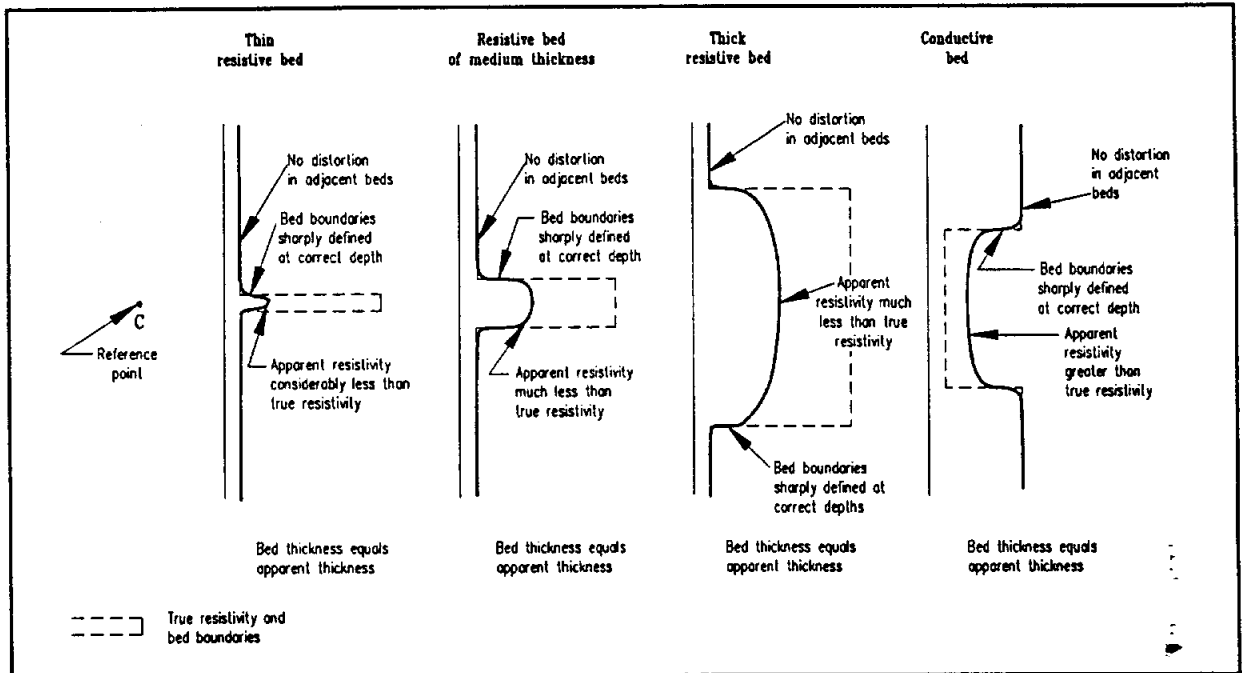 Thin
resistive bed
Resistive bed
of medium thickness
Thick
resistive bed
Conductive
bed
No distortion
in adjacent beds
Bed boundaries
sharply defined
at correct depth
Apparent resistivity
considerably less than
true resistivity
C
Reference
point
No distortion
in adjacent beds
Bed boundaries
sharply defined
at correct depth
Apparent resistivity
much less than
true resistivity
No distortion
in adjacent beds
Apparent
resistivity much
less than true
resistivity
Bed boundaries
sharply defined at
correct depths
No distortion
in adjacent
beds
Bed boundaries
sharply defined
at correct depth
Apparent
resistivity
greater than
true resistivity
Bed thickness equals
apparent thickness
Bed thickness equals
apparent thickness
Bed thickness equals
apparent thickness
Bed thickness equals
apparent thickness
True resistivity and
bed boundaries